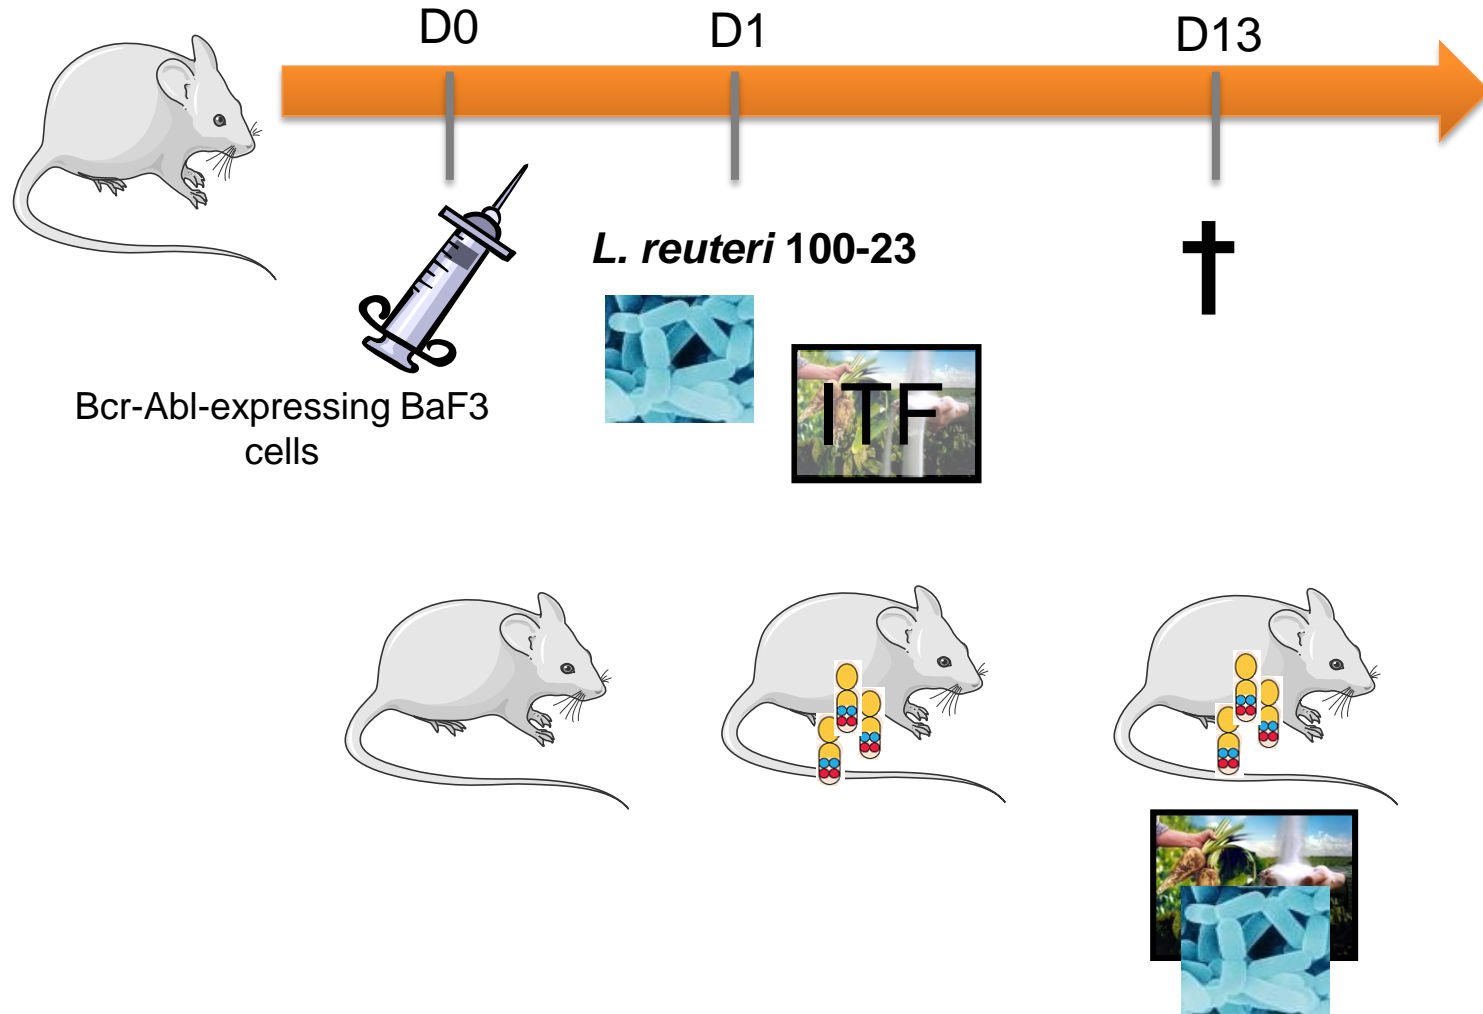 D0
D1
D13
L. reuteri 100-23
ITF
Bcr-Abl-expressing BaF3
cells